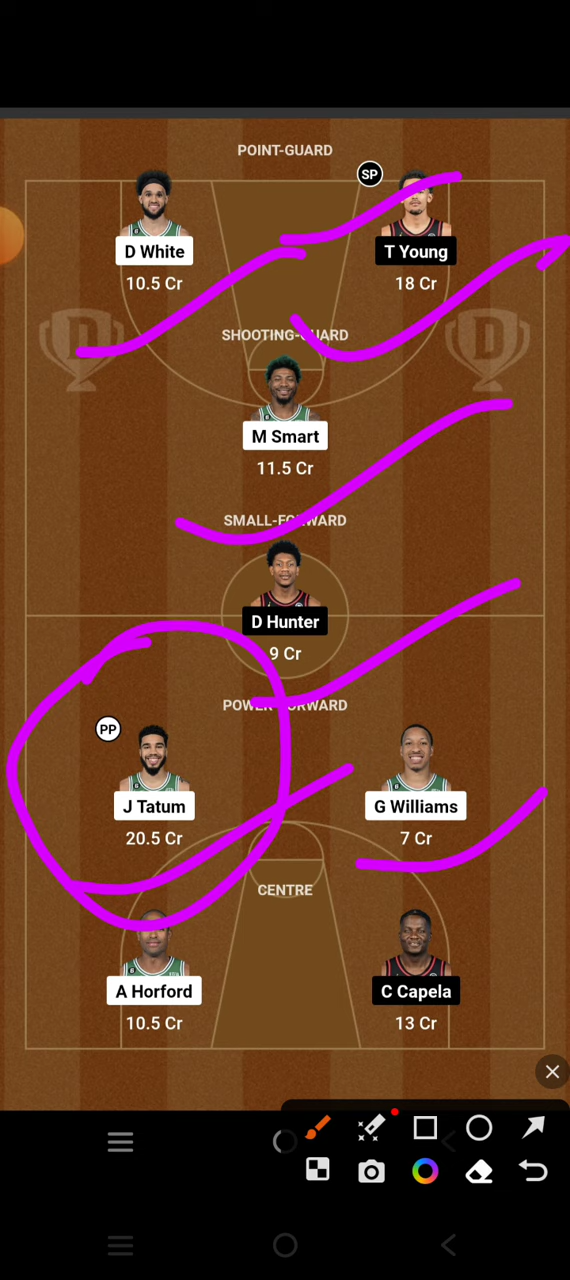 POINT-GUARD
SP
D White
T Young
10.5 Cr
18 Cr
SHOOTING-GUARD
M Smart
11.5 Cr
SMALL-FORWARD
D Hunter
9 Cr
POWER-FORWARD
PP
J Tatum
G Williams
20.5 Cr
7 Cr
CENTRE
A Horford
C Capela
10.5 Cr
13 Cr